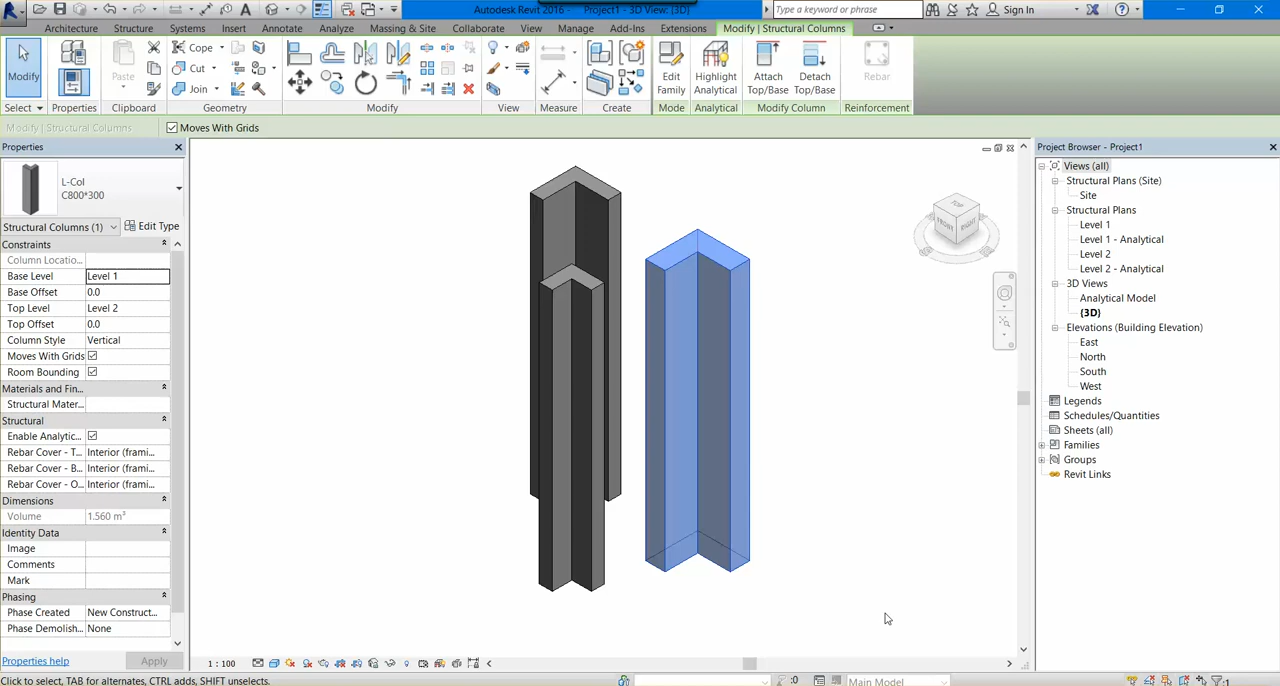 Autodesk Revit 2016 - Project1 - 3D View: {3D}
Type a keyword or phrase
Sign In
Architecture Structure Systems Insert Annotate Analyze Massing & Site Collaborate View Manage Add-Ins Extensions Modify | Structural Columns
Modify
Paste
Cope
Cut
Join
Edit Family
Highlight Analytical
Attach Top/Base
Detach Top/Base
Rebar
Select Properties Clipboard Geometry Modify View Measure Create Mode Analytical Modify Column Reinforcement
Modify | Structural Columns
Moves With Grids
Properties
L-Col
C800*300
Structural Columns (1) Edit Type
Constraints
Column Locatio...
Base Level Level 1
Base Offset 0.0
Top Level Level 2
Top Offset 0.0
Column Style Vertical
Moves With Grids
Room Bounding
Materials and Fin...
Structural Mater...
Structural
Enable Analytic...
Rebar Cover - T... Interior (frami...
Rebar Cover - B... Interior (frami...
Rebar Cover - O... Interior (frami...
Dimensions
Volume 1.560 m³
Identity Data
Image
Comments
Mark
Phasing
Phase Created New Construct...
Phase Demolish... None
Properties help Apply
TOP
FRONT
RIGHT
1 : 100
Project Browser - Project1
Views (all)
Structural Plans (Site)
Site
Structural Plans
Level 1
Level 1 - Analytical
Level 2
Level 2 - Analytical
3D Views
Analytical Model
{3D}
Elevations (Building Elevation)
East
North
South
West
Legends
Schedules/Quantities
Sheets (all)
Families
Groups
Revit Links
Click to select, TAB for alternates, CTRL adds, SHIFT unselects.
:0
Main Model
:1